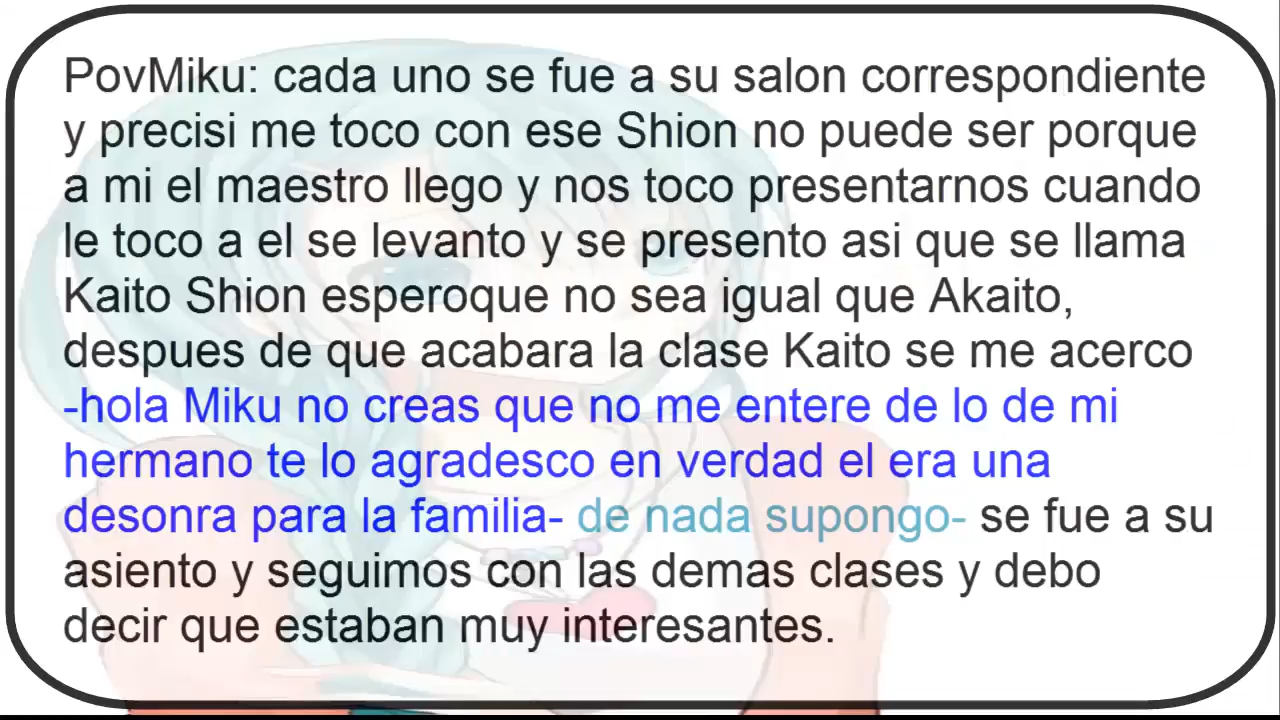 PovMiku: cada uno se fue a su salon correspondiente
y precisi me toco con ese Shion no puede ser porque
a mi el maestro llego y nos toco presentarnos cuando
le toco a el se levanto y se presento asi que se llama
Kaito Shion esperoque no sea igual que Akaito,
despues de que acabara la clase Kaito se me acerco
-hola Miku no creas que no me entere de lo de mi
hermano te lo agradesco en verdad el era una
desonra para la familia- de nada supongo- se fue a su
asiento y seguimos con las demas clases y debo
decir que estaban muy interesantes.